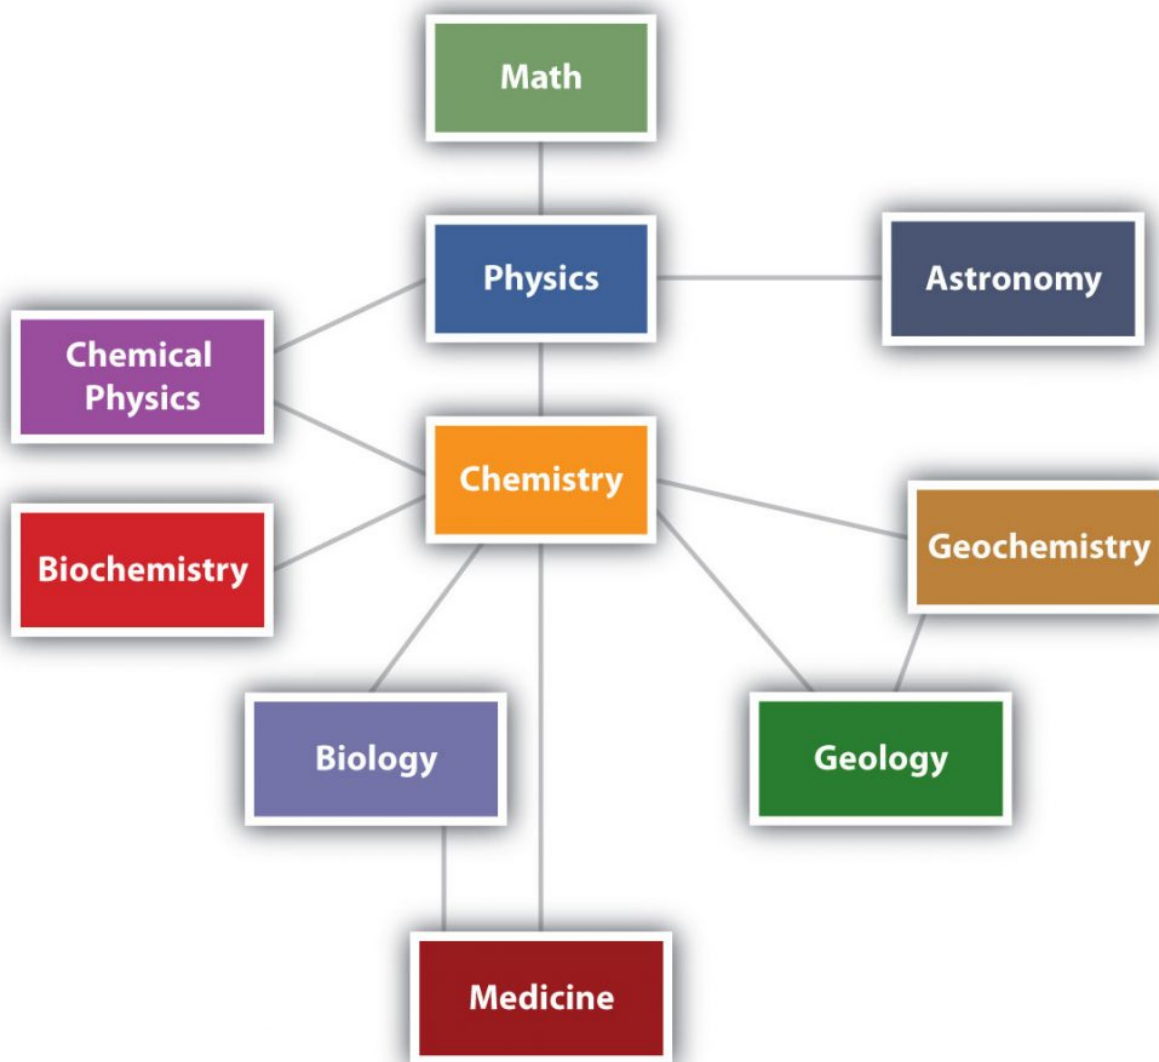 Math
Physics
Astronomy
Chemical
Physics
Chemistry
Biochemistry
Geochemistry
Biology
Geology
Medicine